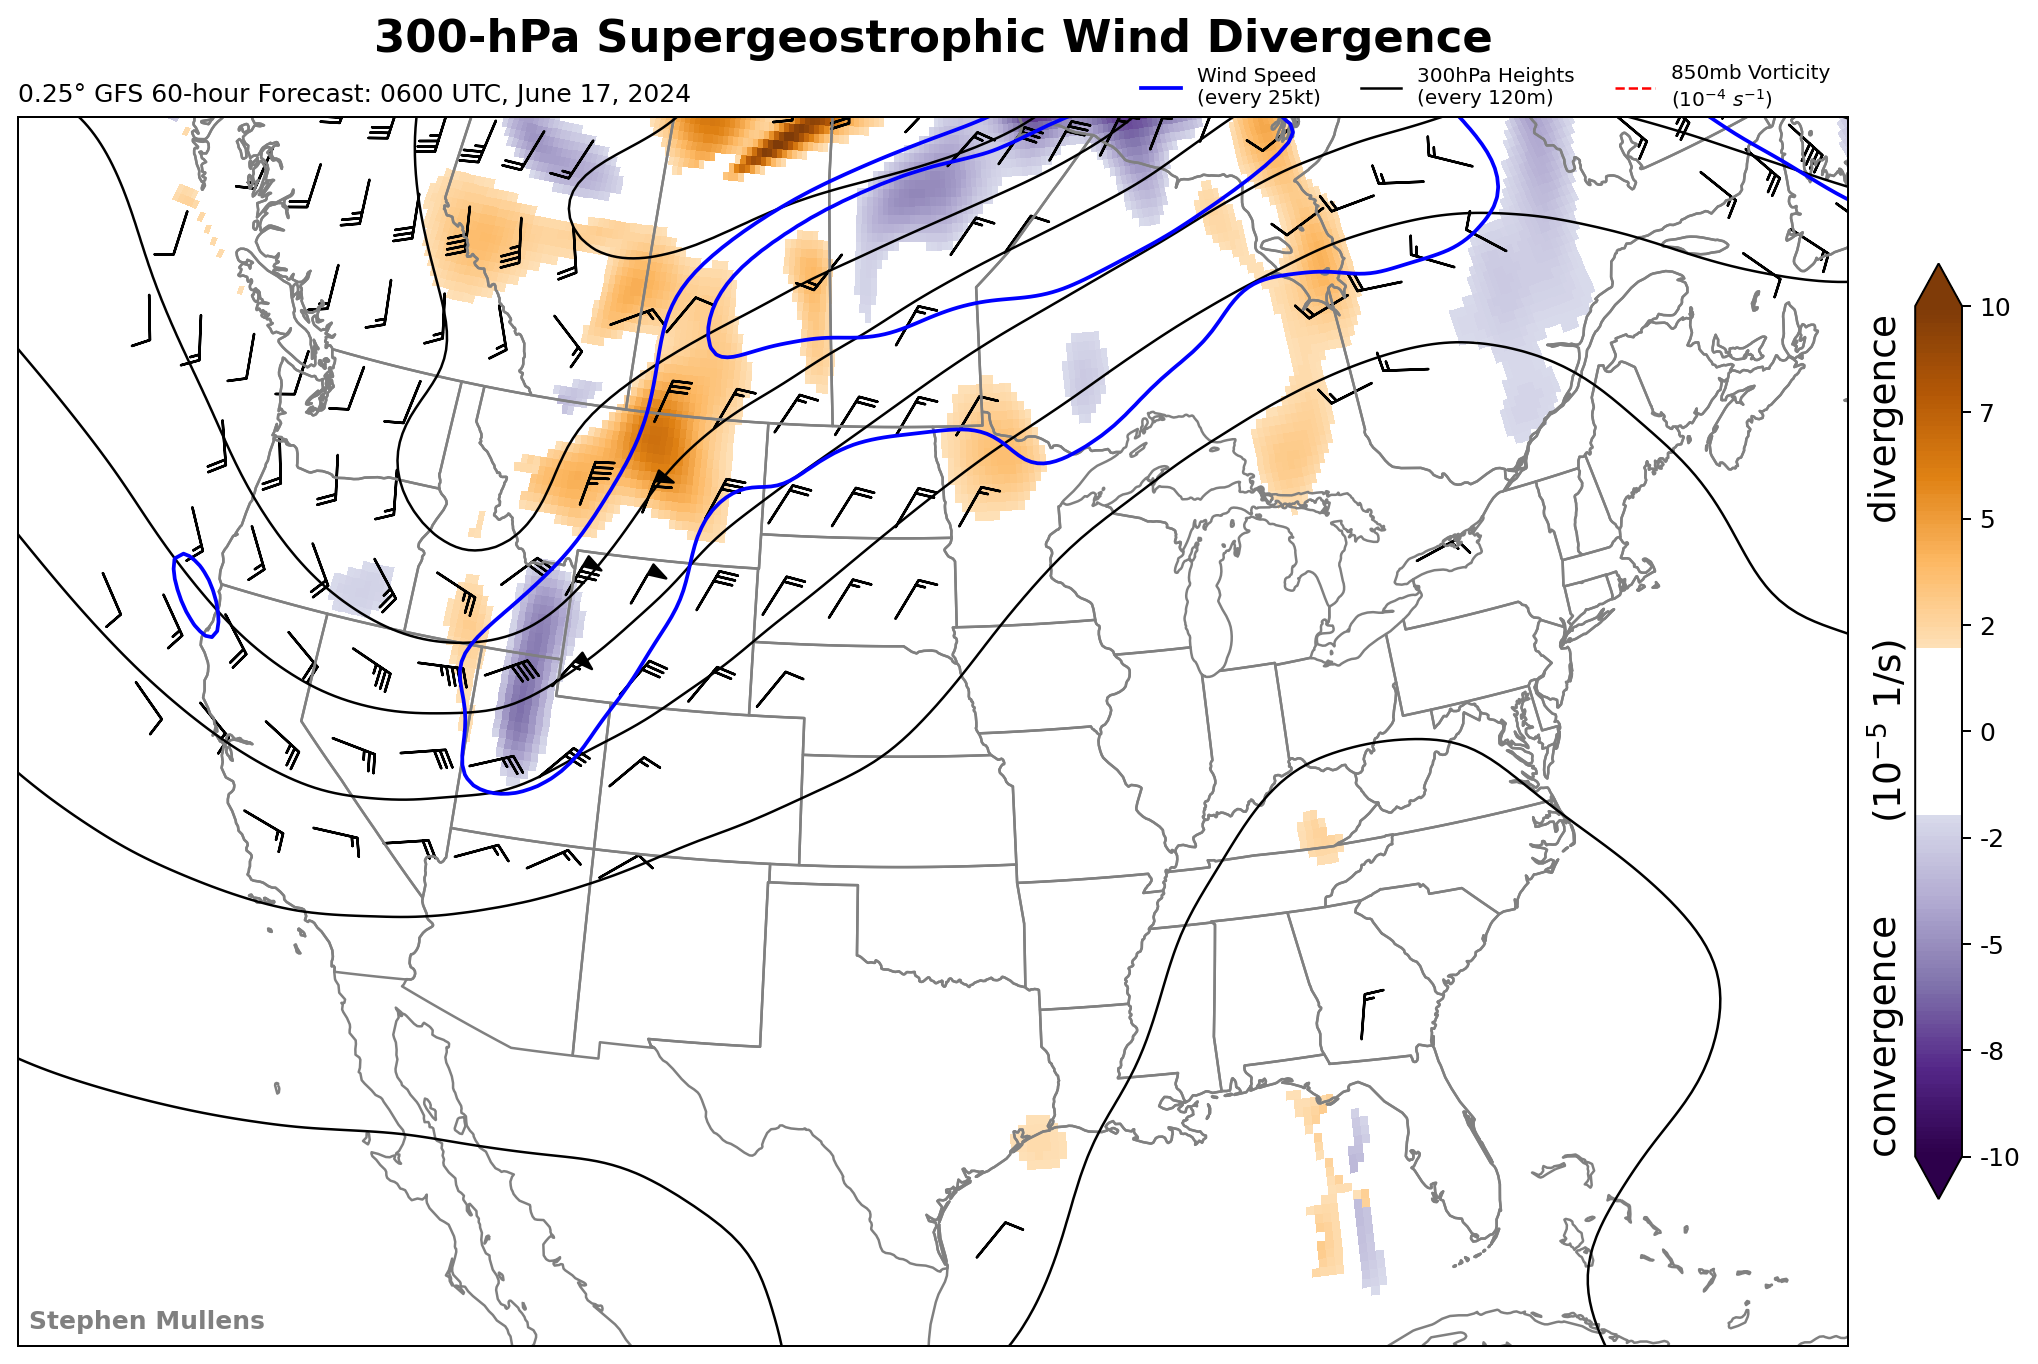 300-hPa Supergeostrophic Wind Divergence
0.25° GFS 60-hour Forecast: 0600 UTC, June 17, 2024
Wind Speed
(every 25kt)
300hPa Heights
(every 120m)
850mb Vorticity
(10⁻⁴ s⁻¹)
10
7
5
2
0
-2
-5
-8
-10
convergence (10⁻⁵ 1/s) divergence
Stephen Mullens